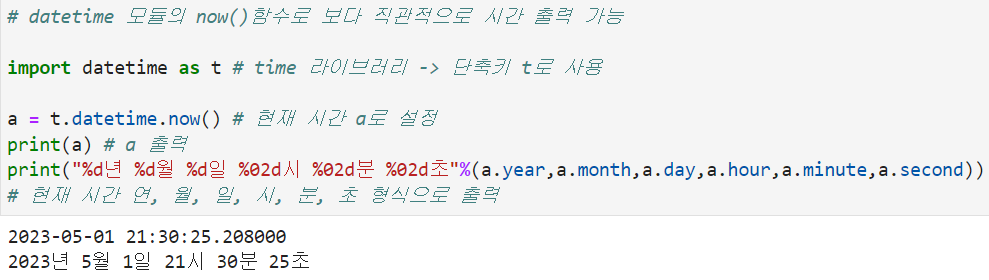 # datetime 모듈의 now()함수로 보다 직관적으로 시간 출력 가능
import datetime as t # time 라이브러리 -> 단축키 t로 사용
a = t.datetime.now() # 현재 시간 a로 설정
print(a) # a 출력
print("%d년 %d월 %d일 %02d시 %02d분 %02d초"%(a.year,a.month,a.day,a.hour,a.minute,a.second))
# 현재 시간 연, 월, 일, 시, 분, 초 형식으로 출력
2023-05-01 21:30:25.208000
2023년 5월 1일 21시 30분 25초